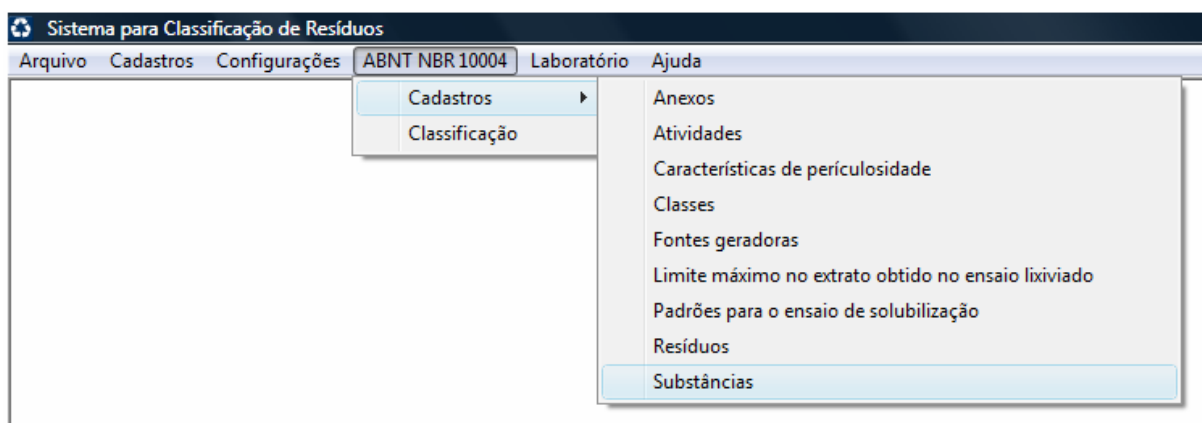 Sistema para Classificação de Resíduos
Arquivo Cadastros Configurações ABNT NBR 10004 Laboratório Ajuda
Cadastros
Classificação
Anexos
Atividades
Características de perículosidade
Classes
Fontes geradoras
Limite máximo no extrato obtido no ensaio lixiviado
Padrões para o ensaio de solubilização
Resíduos
Substâncias